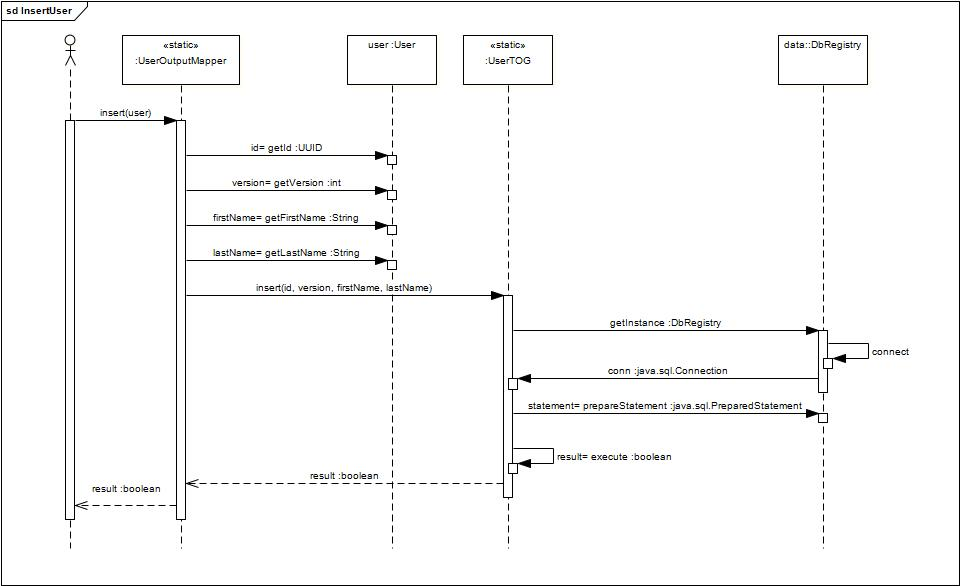 sd InsertUser
«static»
:UserOutputMapper
user :User
«static»
:UserTOG
data::DbRegistry
insert(user)
id= getId :UUID
version= getVersion :int
firstName= getFirstName :String
lastName= getLastName :String
insert(id, version, firstName, lastName)
getInstance :DbRegistry
connect
conn :java.sql.Connection
statement= prepareStatement :java.sql.PreparedStatement
result= execute :boolean
result :boolean
result :boolean